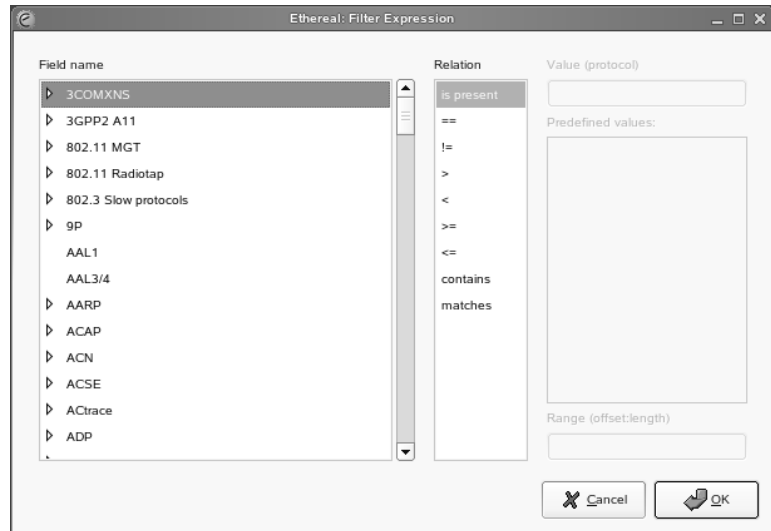 Ethereal: Filter Expression
Field name
3COMXNS
3GPP2 A11
802.11 MGT
802.11 Radiotap
802.3 Slow protocols
9P
AAL1
AAL3/4
AARP
ACAP
ACN
ACSE
ACtrace
ADP
Relation
is present
==
!=
>
<
>=
<=
contains
matches
Value (protocol)
Predefined values:
Range (offset:length)
Cancel
OK